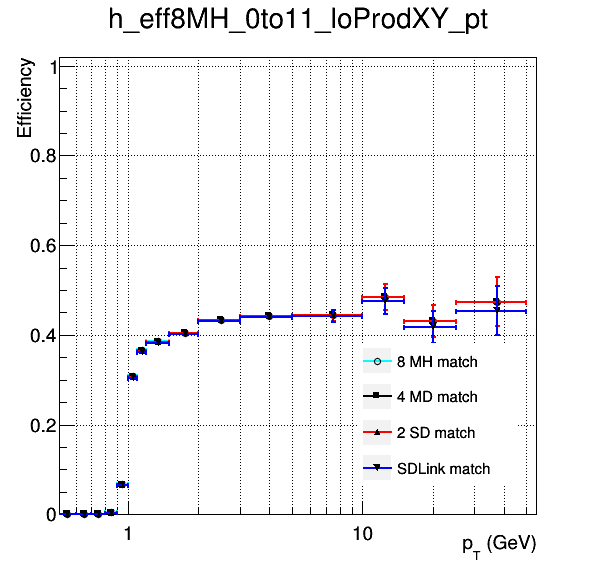 h_eff8MH_0to11_loProdXY_pt
Efficiency
1
0.8
0.6
0.4
0.2
0
8 MH match
4 MD match
2 SD match
SDLink match
1
10
p_T (GeV)